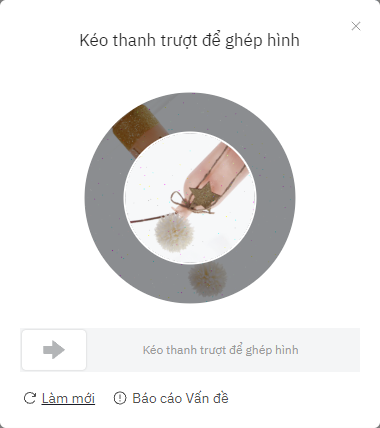 Kéo thanh trượt để ghép hình
Kéo thanh trượt để ghép hình
Làm mới
Báo cáo Vấn đề